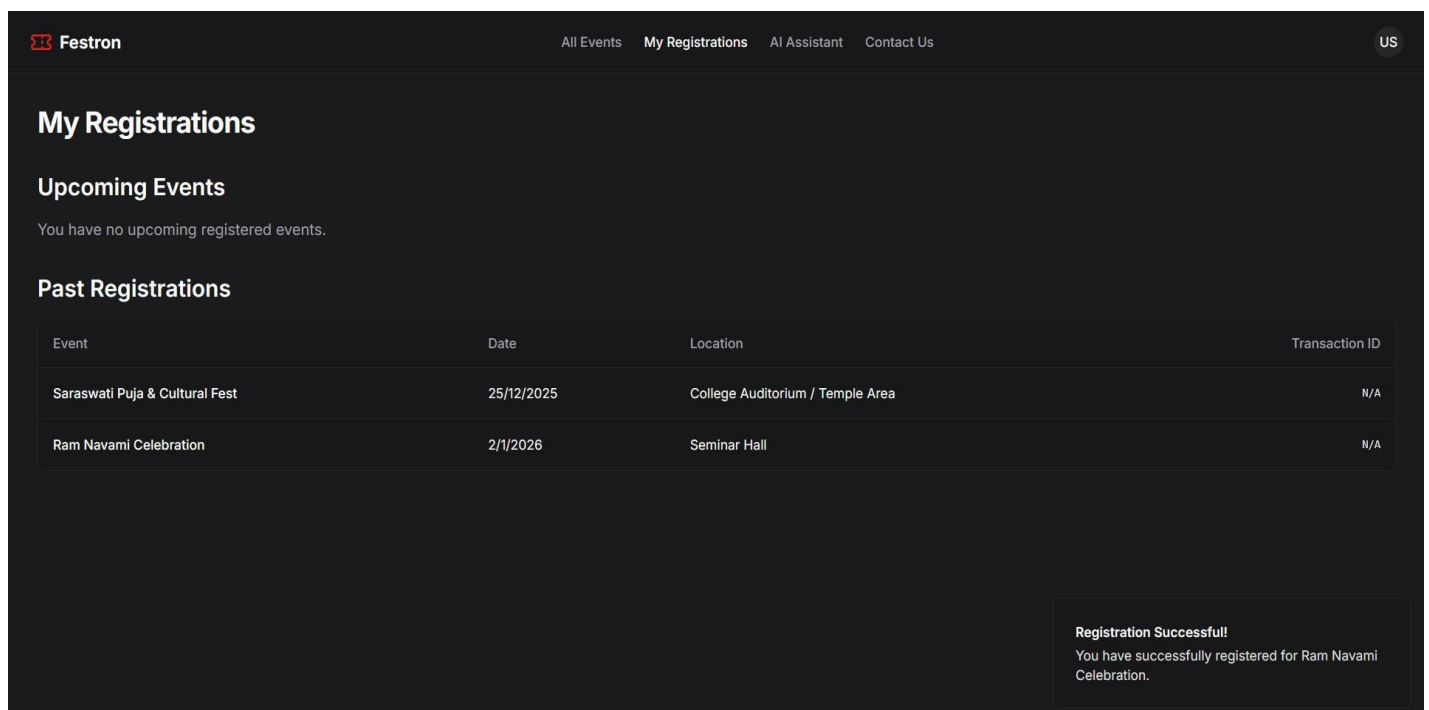 Festron
All Events My Registrations AI Assistant Contact Us
US
My Registrations
Upcoming Events
You have no upcoming registered events.
Past Registrations
Event Date Location Transaction ID
Saraswati Puja & Cultural Fest 25/12/2025 College Auditorium / Temple Area N/A
Ram Navami Celebration 2/1/2026 Seminar Hall N/A
Registration Successful!
You have successfully registered for Ram Navami
Celebration.